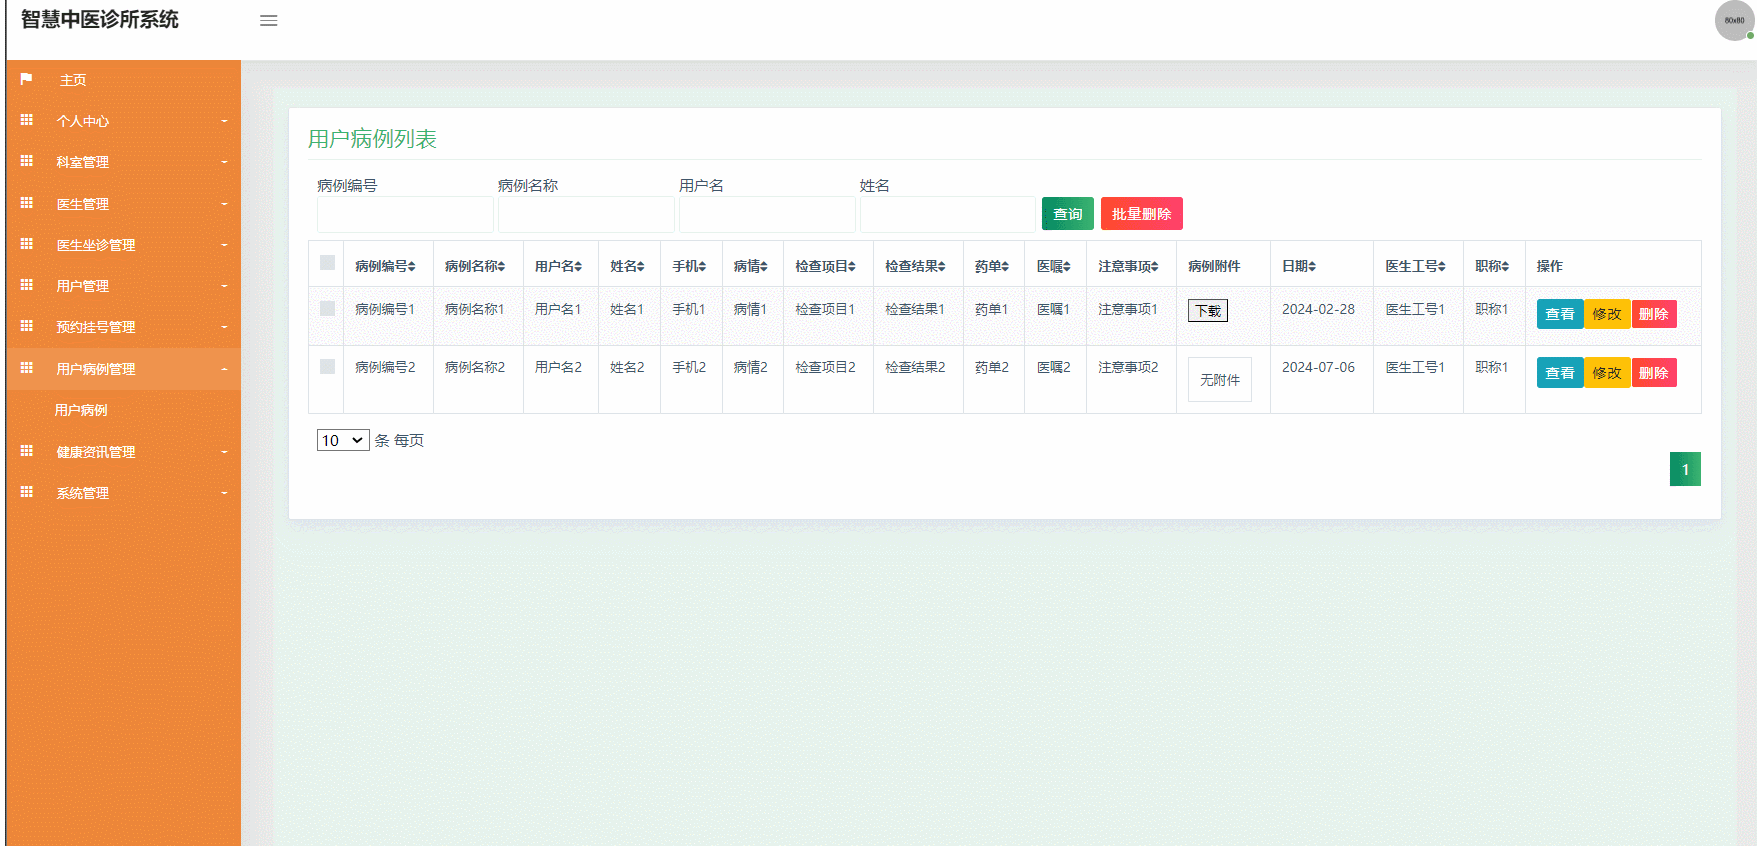 智慧中医诊所系统
80x80
主页
个人中心
科室管理
医生管理
医生坐诊管理
用户管理
预约挂号管理
用户病例管理
用户病例
健康资讯管理
系统管理
用户病例列表
病例编号 病例名称 用户名 姓名
查询 批量删除
病例编号 病例名称 用户名 姓名 手机 病情 检查项目 检查结果 药单 医嘱 注意事项 病例附件 日期 医生工号 职称 操作
病例编号1 病例名称1 用户名1 姓名1 手机1 病情1 检查项目1 检查结果1 药单1 医嘱1 注意事项1 下载 2024-02-28 医生工号1 职称1 查看 修改 删除
病例编号2 病例名称2 用户名2 姓名2 手机2 病情2 检查项目2 检查结果2 药单2 医嘱2 注意事项2 无附件 2024-07-06 医生工号1 职称1 查看 修改 删除
10 条 每页
1